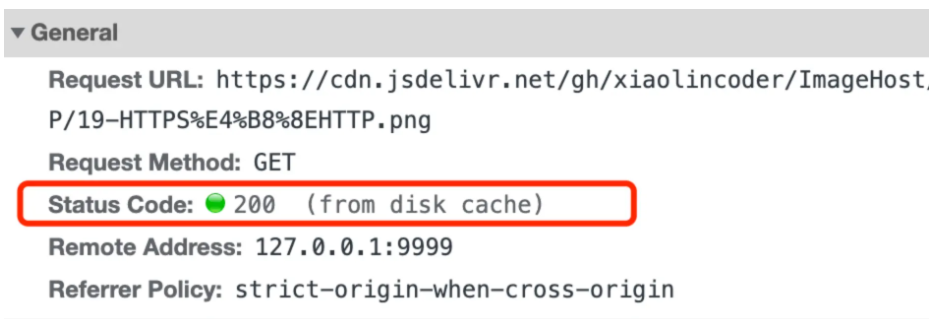 ▼ General
Request URL: https://cdn.jsdelivr.net/gh/xiaolincoder/ImageHost/
P/19-HTTPS%E4%B8%8EHTTP.png
Request Method: GET
Status Code: 200 (from disk cache)
Remote Address: 127.0.0.1:9999
Referrer Policy: strict-origin-when-cross-origin